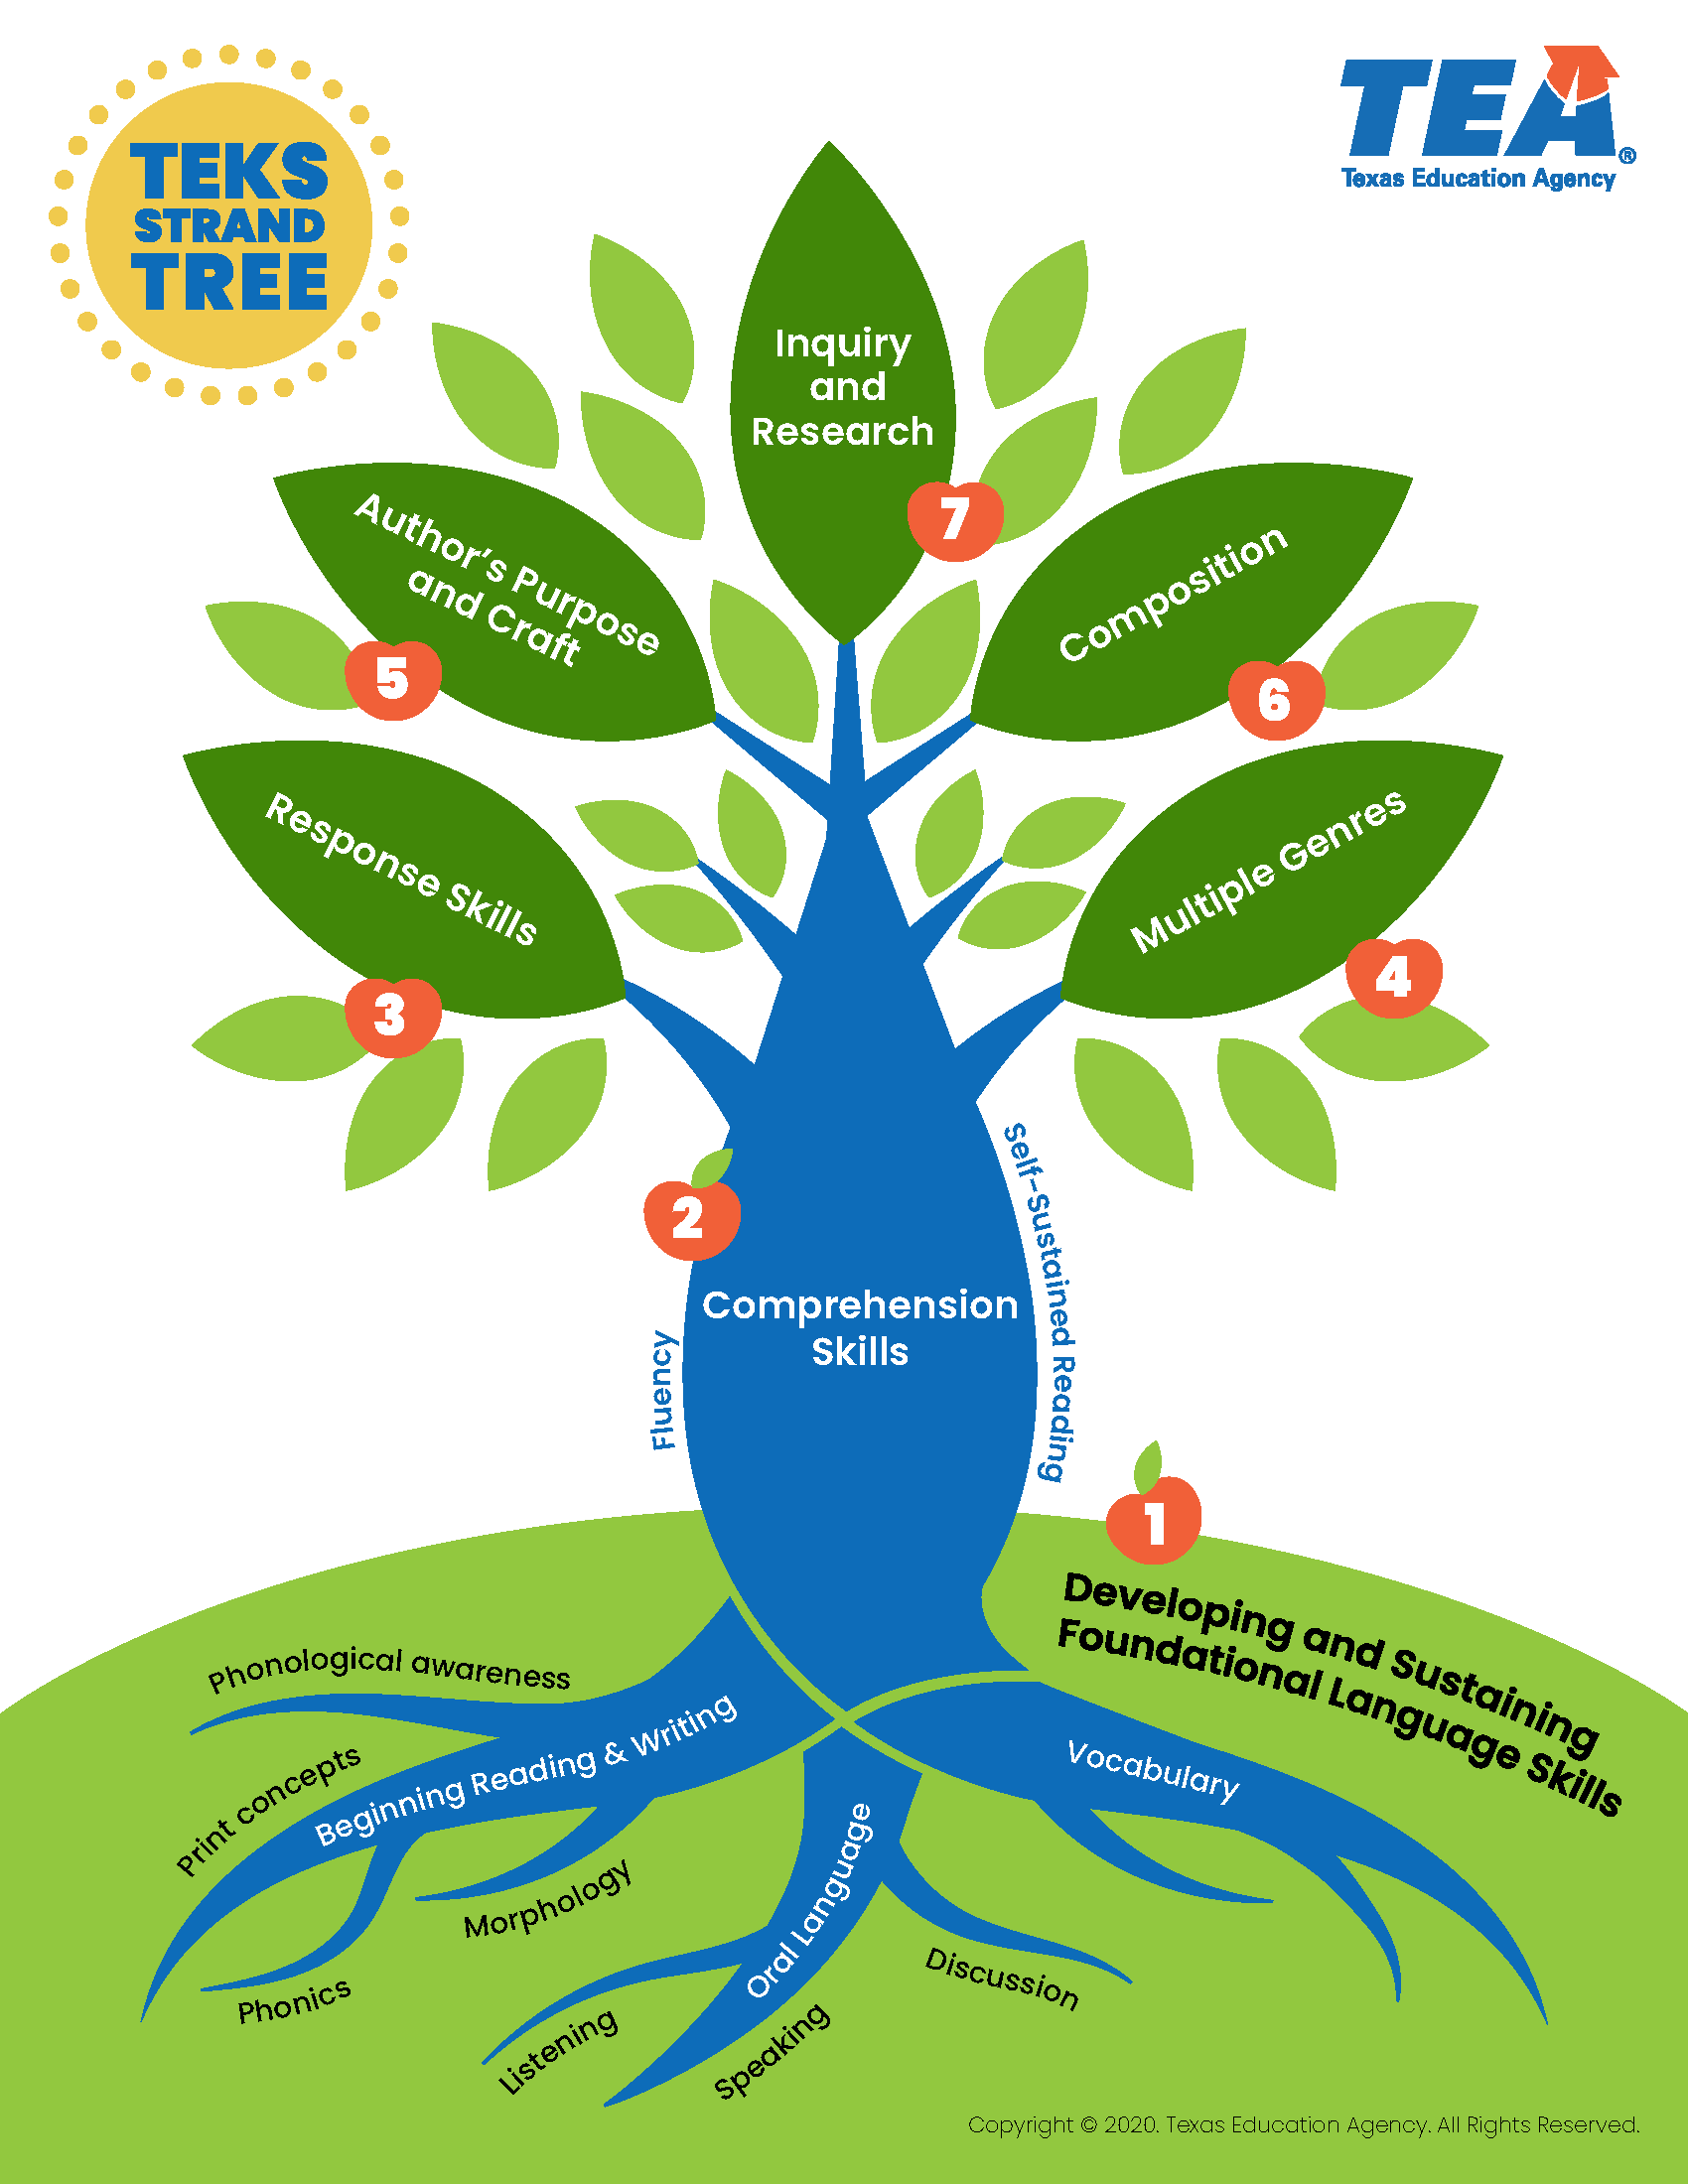 TEKS
STRAND
TREE
TEA®
Texas Education Agency
Inquiry
and
Research
7
Author's Purpose
and Craft
5
Composition
6
Response Skills
3
Multiple Genres
4
2
Comprehension
Skills
Fluency
Self-Sustained Reading
1
Developing and Sustaining
Foundational Language Skills
Phonological awareness
Beginning Reading & Writing
Print concepts
Morphology
Phonics
Oral Language
Listening
Speaking
Discussion
Vocabulary
Copyright © 2020. Texas Education Agency. All Rights Reserved.